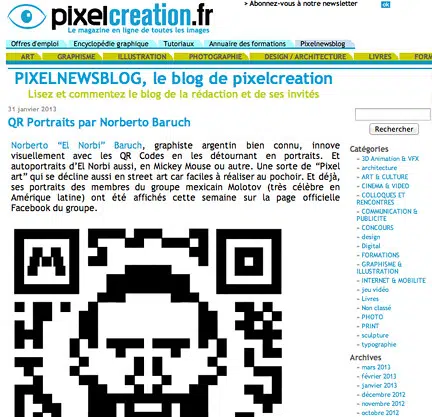 pixelcreation.fr
Le magazine en ligne de toutes les images
> Abonnez-vous à notre newsletter
ok
Offres d'emploi
Encyclopédie graphique
Tutoriaux
Annuaire des formations
Pixelnewsblog
ART
GRAPHISME
ILLUSTRATION
PHOTOGRAPHIE
DESIGN / ARCHITECTURE
LIVRES
FORM
PIXELNEWSBLOG, le blog de pixelcreation
Lisez et commentez le blog de la rédaction et de ses invités
31 janvier 2013
QR Portraits par Norberto Baruch
Norberto “El Norbi” Baruch, graphiste argentin bien connu, innove
visuellement avec les QR Codes en les détournant en portraits. Et
autoportraits d’El Norbi aussi, en Mickey Mouse ou autre. Une sorte de “Pixel
art” qui se décline aussi en street art car faciles à réaliser au pochoir. Et déjà,
ses portraits des membres du groupe mexicain Molotov (très célèbre en
Amérique latine) ont été affichés cette semaine sur la page officielle
Facebook du groupe.
Rechercher
Catégories
3D Animation & VFX
architecture
ART & CULTURE
CINEMA & VIDEO
COLLOQUES ET
RENCONTRES
COMMUNICATION &
PUBLICITE
CONCOURS
design
Digital
FORMATIONS
GRAPHISME &
ILLUSTRATION
INTERNET & MOBILITE
jeu vidéo
Livres
Non classé
PHOTO
PRINT
sculpture
typographie
Archives
mars 2013
février 2013
janvier 2013
décembre 2012
novembre 2012
octobre 2012